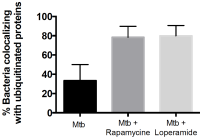 % Bacteria colocalizing
with ubiquitinated proteins
100
80
60
40
20
0
Mtb
Mtb +
Rapamycine
Mtb +
Loperamide